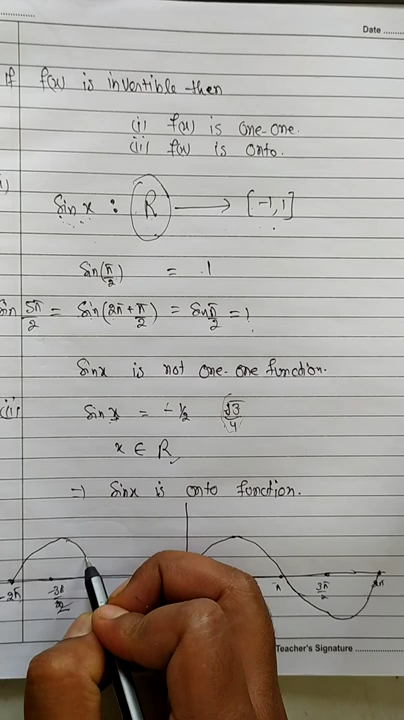 Date ........
If f(x) is invertible then
(i) f(x) is one-one.
(ii) f(x) is onto.
i)
Sin x : R → [-1,1]
Sin(π/2) = 1
Sin 5π/2 = Sin(2π + π/2) = Sin π/2 = 1
Sinx is not one-one function.
(ii) Sin x = -1/2 √3/4
x ∈ R
⇒ Sinx is onto function.
-2π -3π/2 π 3π/2 2π
Teacher's Signature ..................